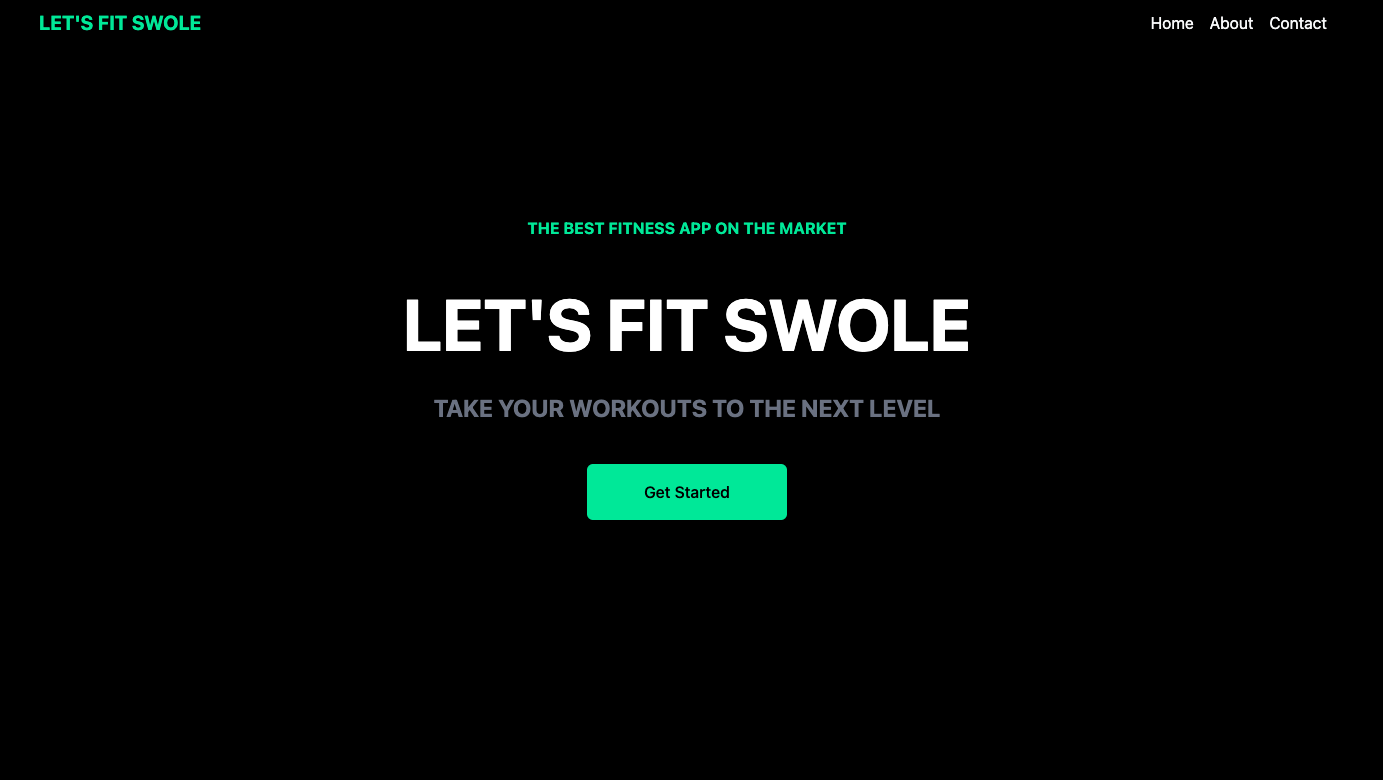 LET'S FIT SWOLE
Home About Contact
THE BEST FITNESS APP ON THE MARKET
LET'S FIT SWOLE
TAKE YOUR WORKOUTS TO THE NEXT LEVEL
Get Started